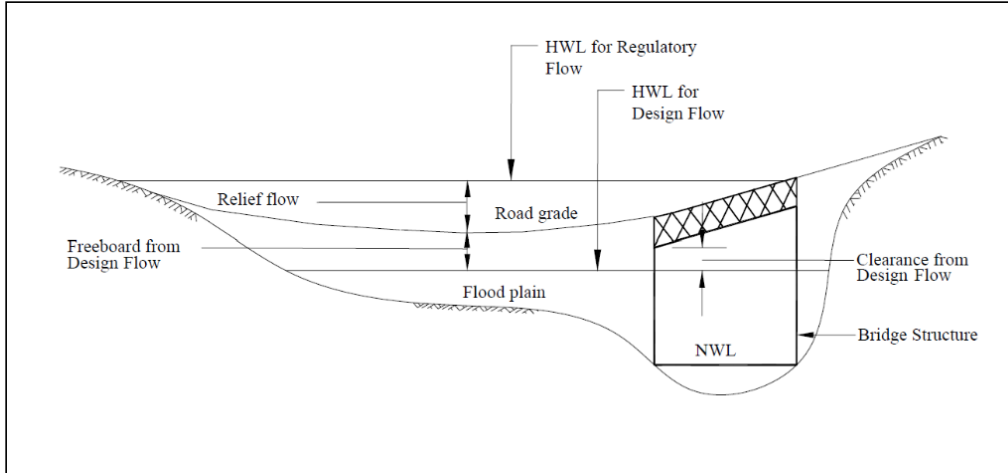 HWL for Regulatory
Flow
HWL for
Design Flow
Relief flow
Road grade
Freeboard from
Design Flow
Clearance from
Design Flow
Flood plain
Bridge Structure
NWL